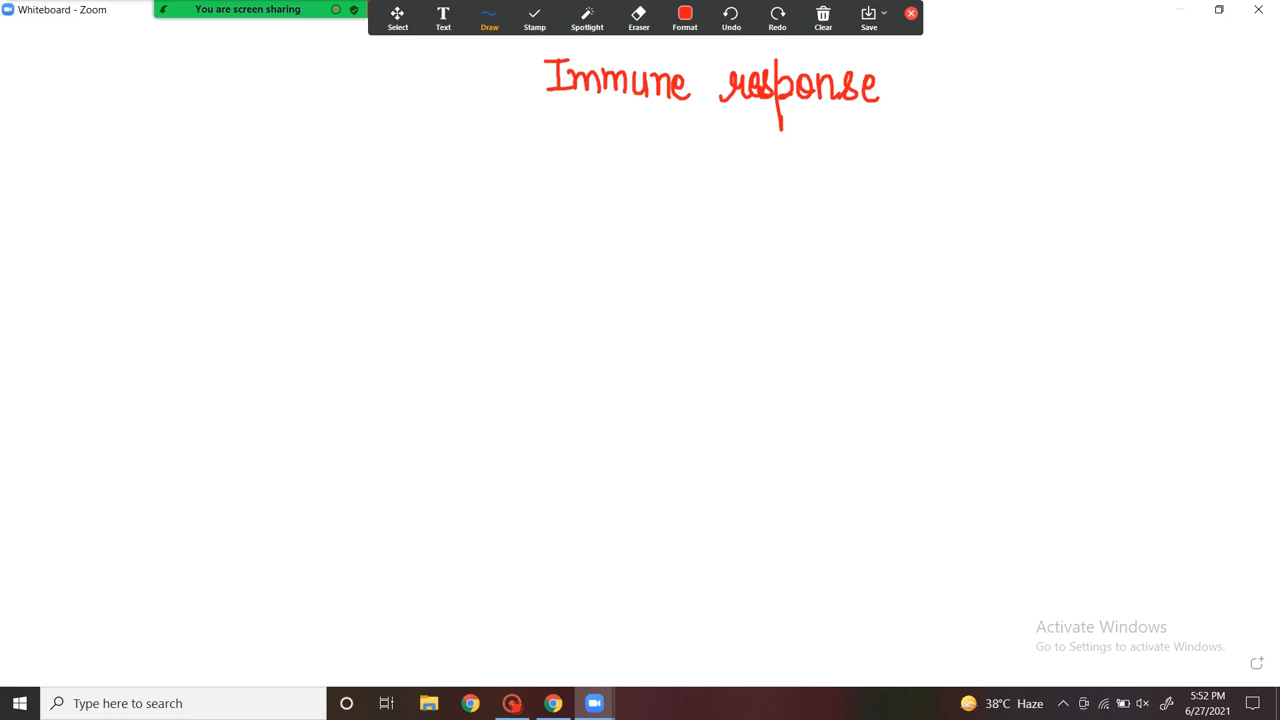 Whiteboard - Zoom
You are screen sharing
Select Text Draw Stamp Spotlight Eraser Format Undo Redo Clear Save
Immune response
Activate Windows
Go to Settings to activate Windows.
Type here to search
38°C Haze
5:52 PM
6/27/2021